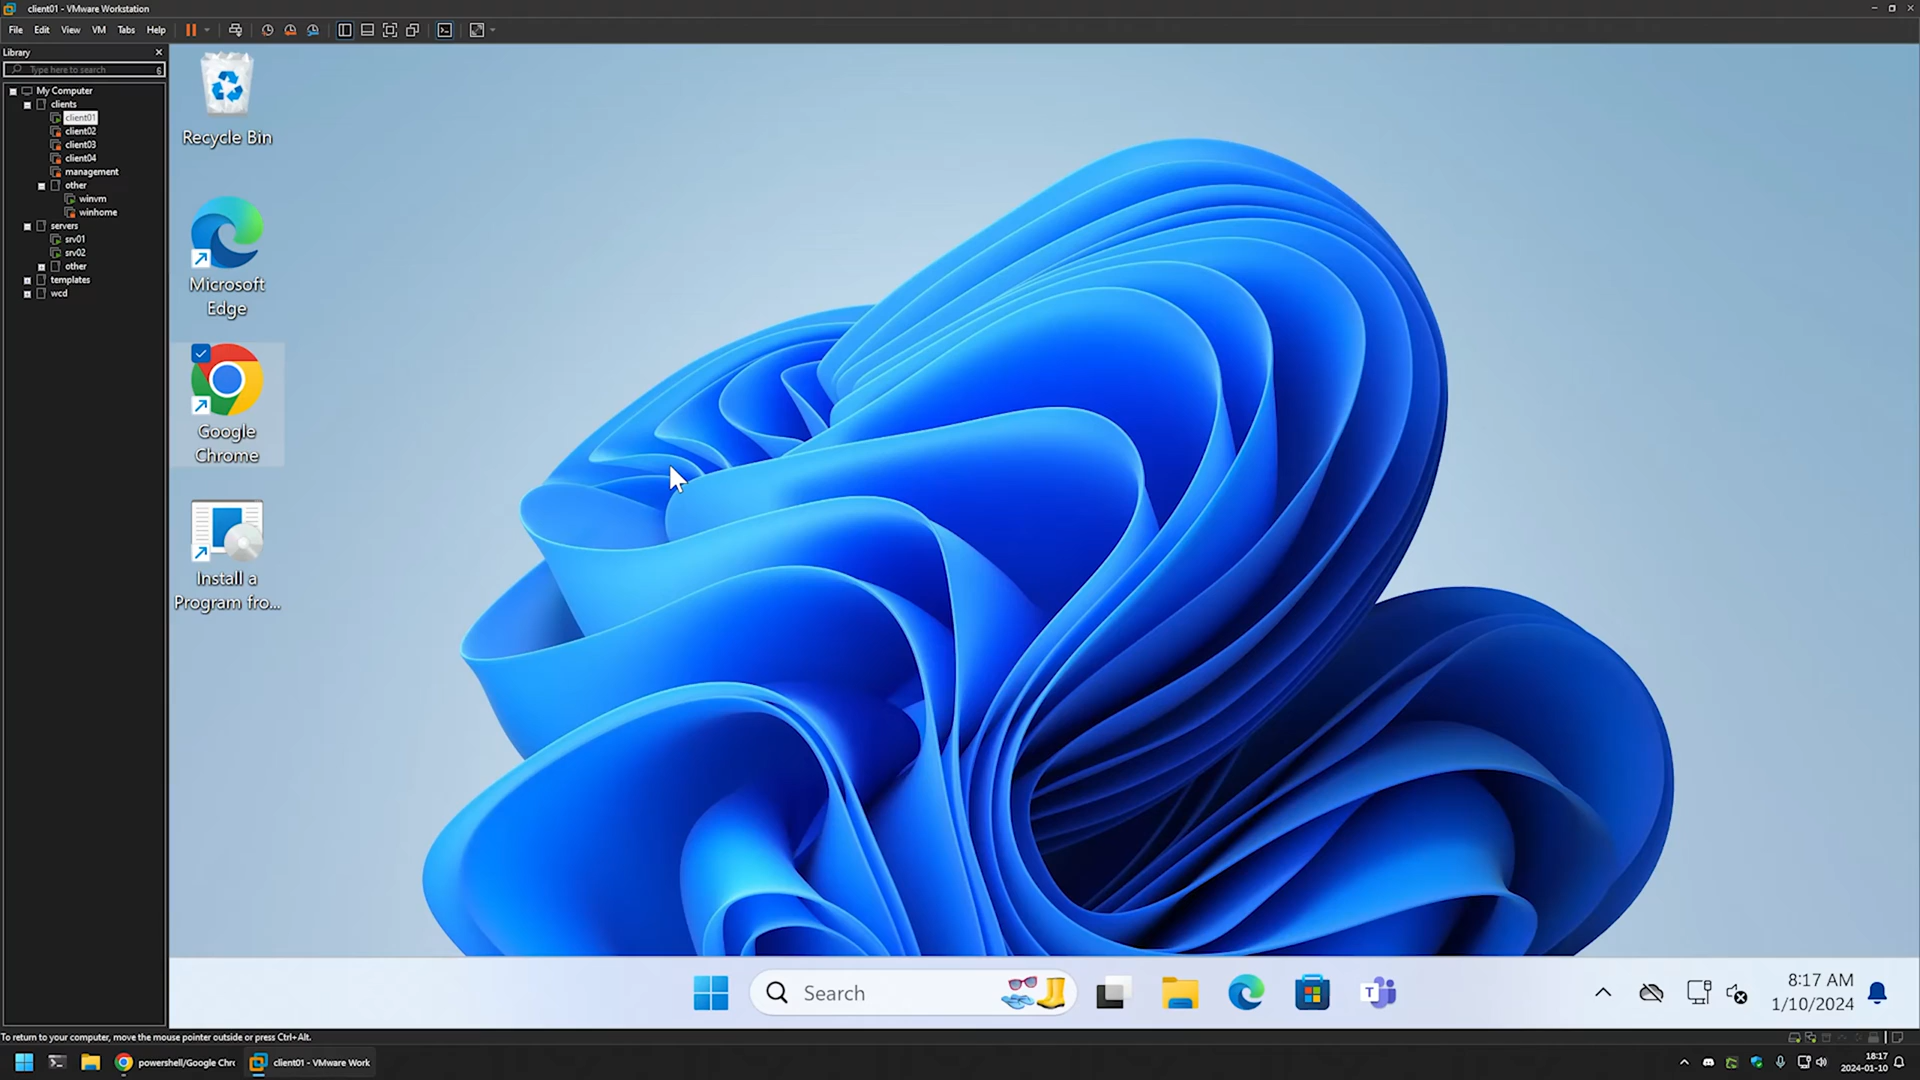 client01 - VMware Workstation
File Edit View VM Tabs Help
Library
Type here to search
My Computer
clients
client01
client02
client03
client04
management
other
winvm
winhome
servers
srv01
srv02
other
templates
wcd
Recycle Bin
Microsoft
Edge
Google
Chrome
Install a
Program fro...
Search
8:17 AM
1/10/2024
To return to your computer, move the mouse pointer outside or press Ctrl+Alt.
powershell/Google Chro
client01 - VMware Work
18:17
2024-01-10